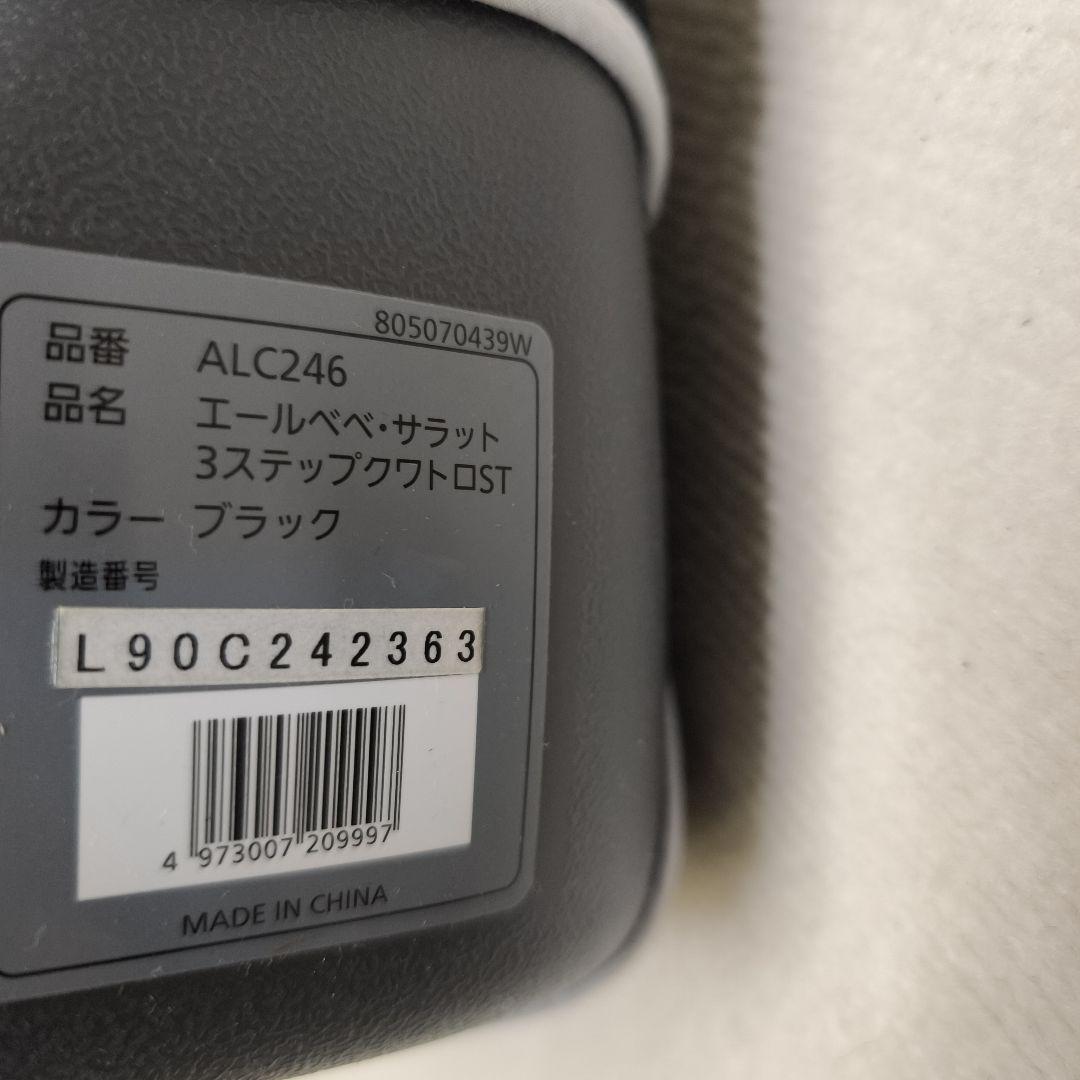 805070439W
品番 ALC246
品名 エールベベ・サラット
3ステップクワトロST
カラー ブラック
製造番号
L90C242363
4 973007 209997
MADE IN CHINA